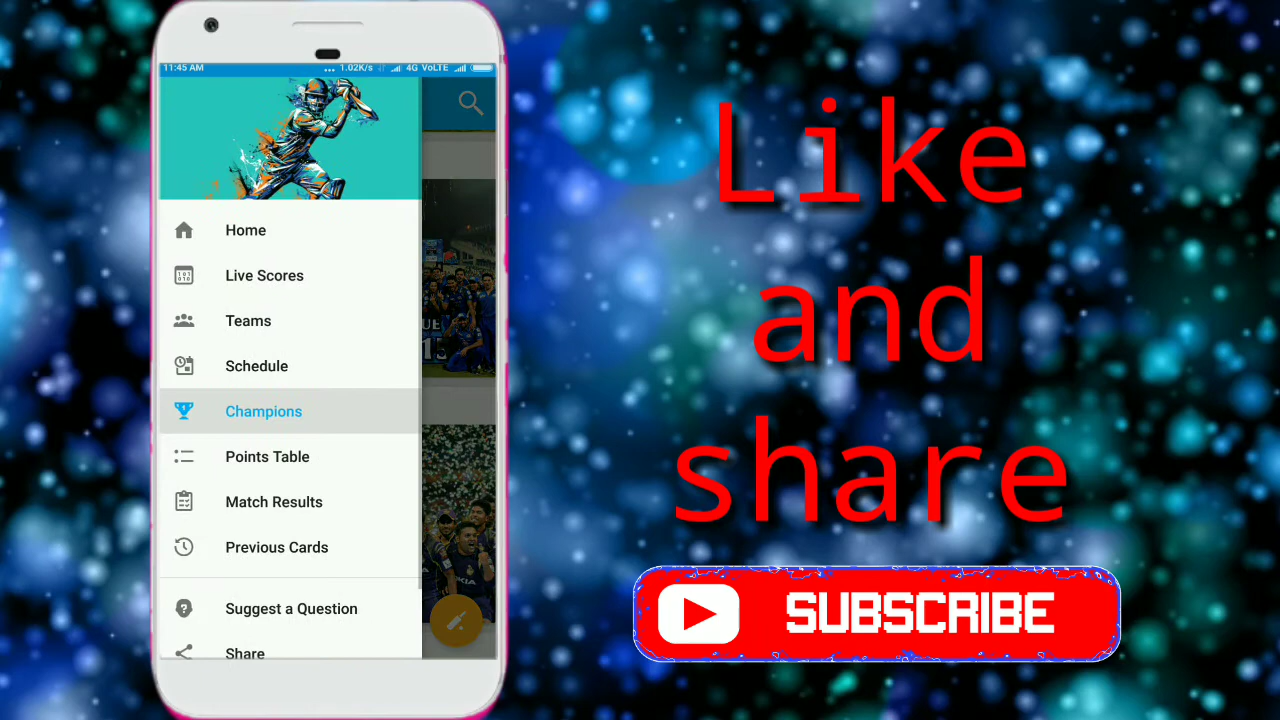 11:45 AM ... 1.02K/s 4G VoLTE
Home
Live Scores
Teams
Schedule
Champions
Points Table
Match Results
Previous Cards
Suggest a Question
Share
Like
and
share
SUBSCRIBE